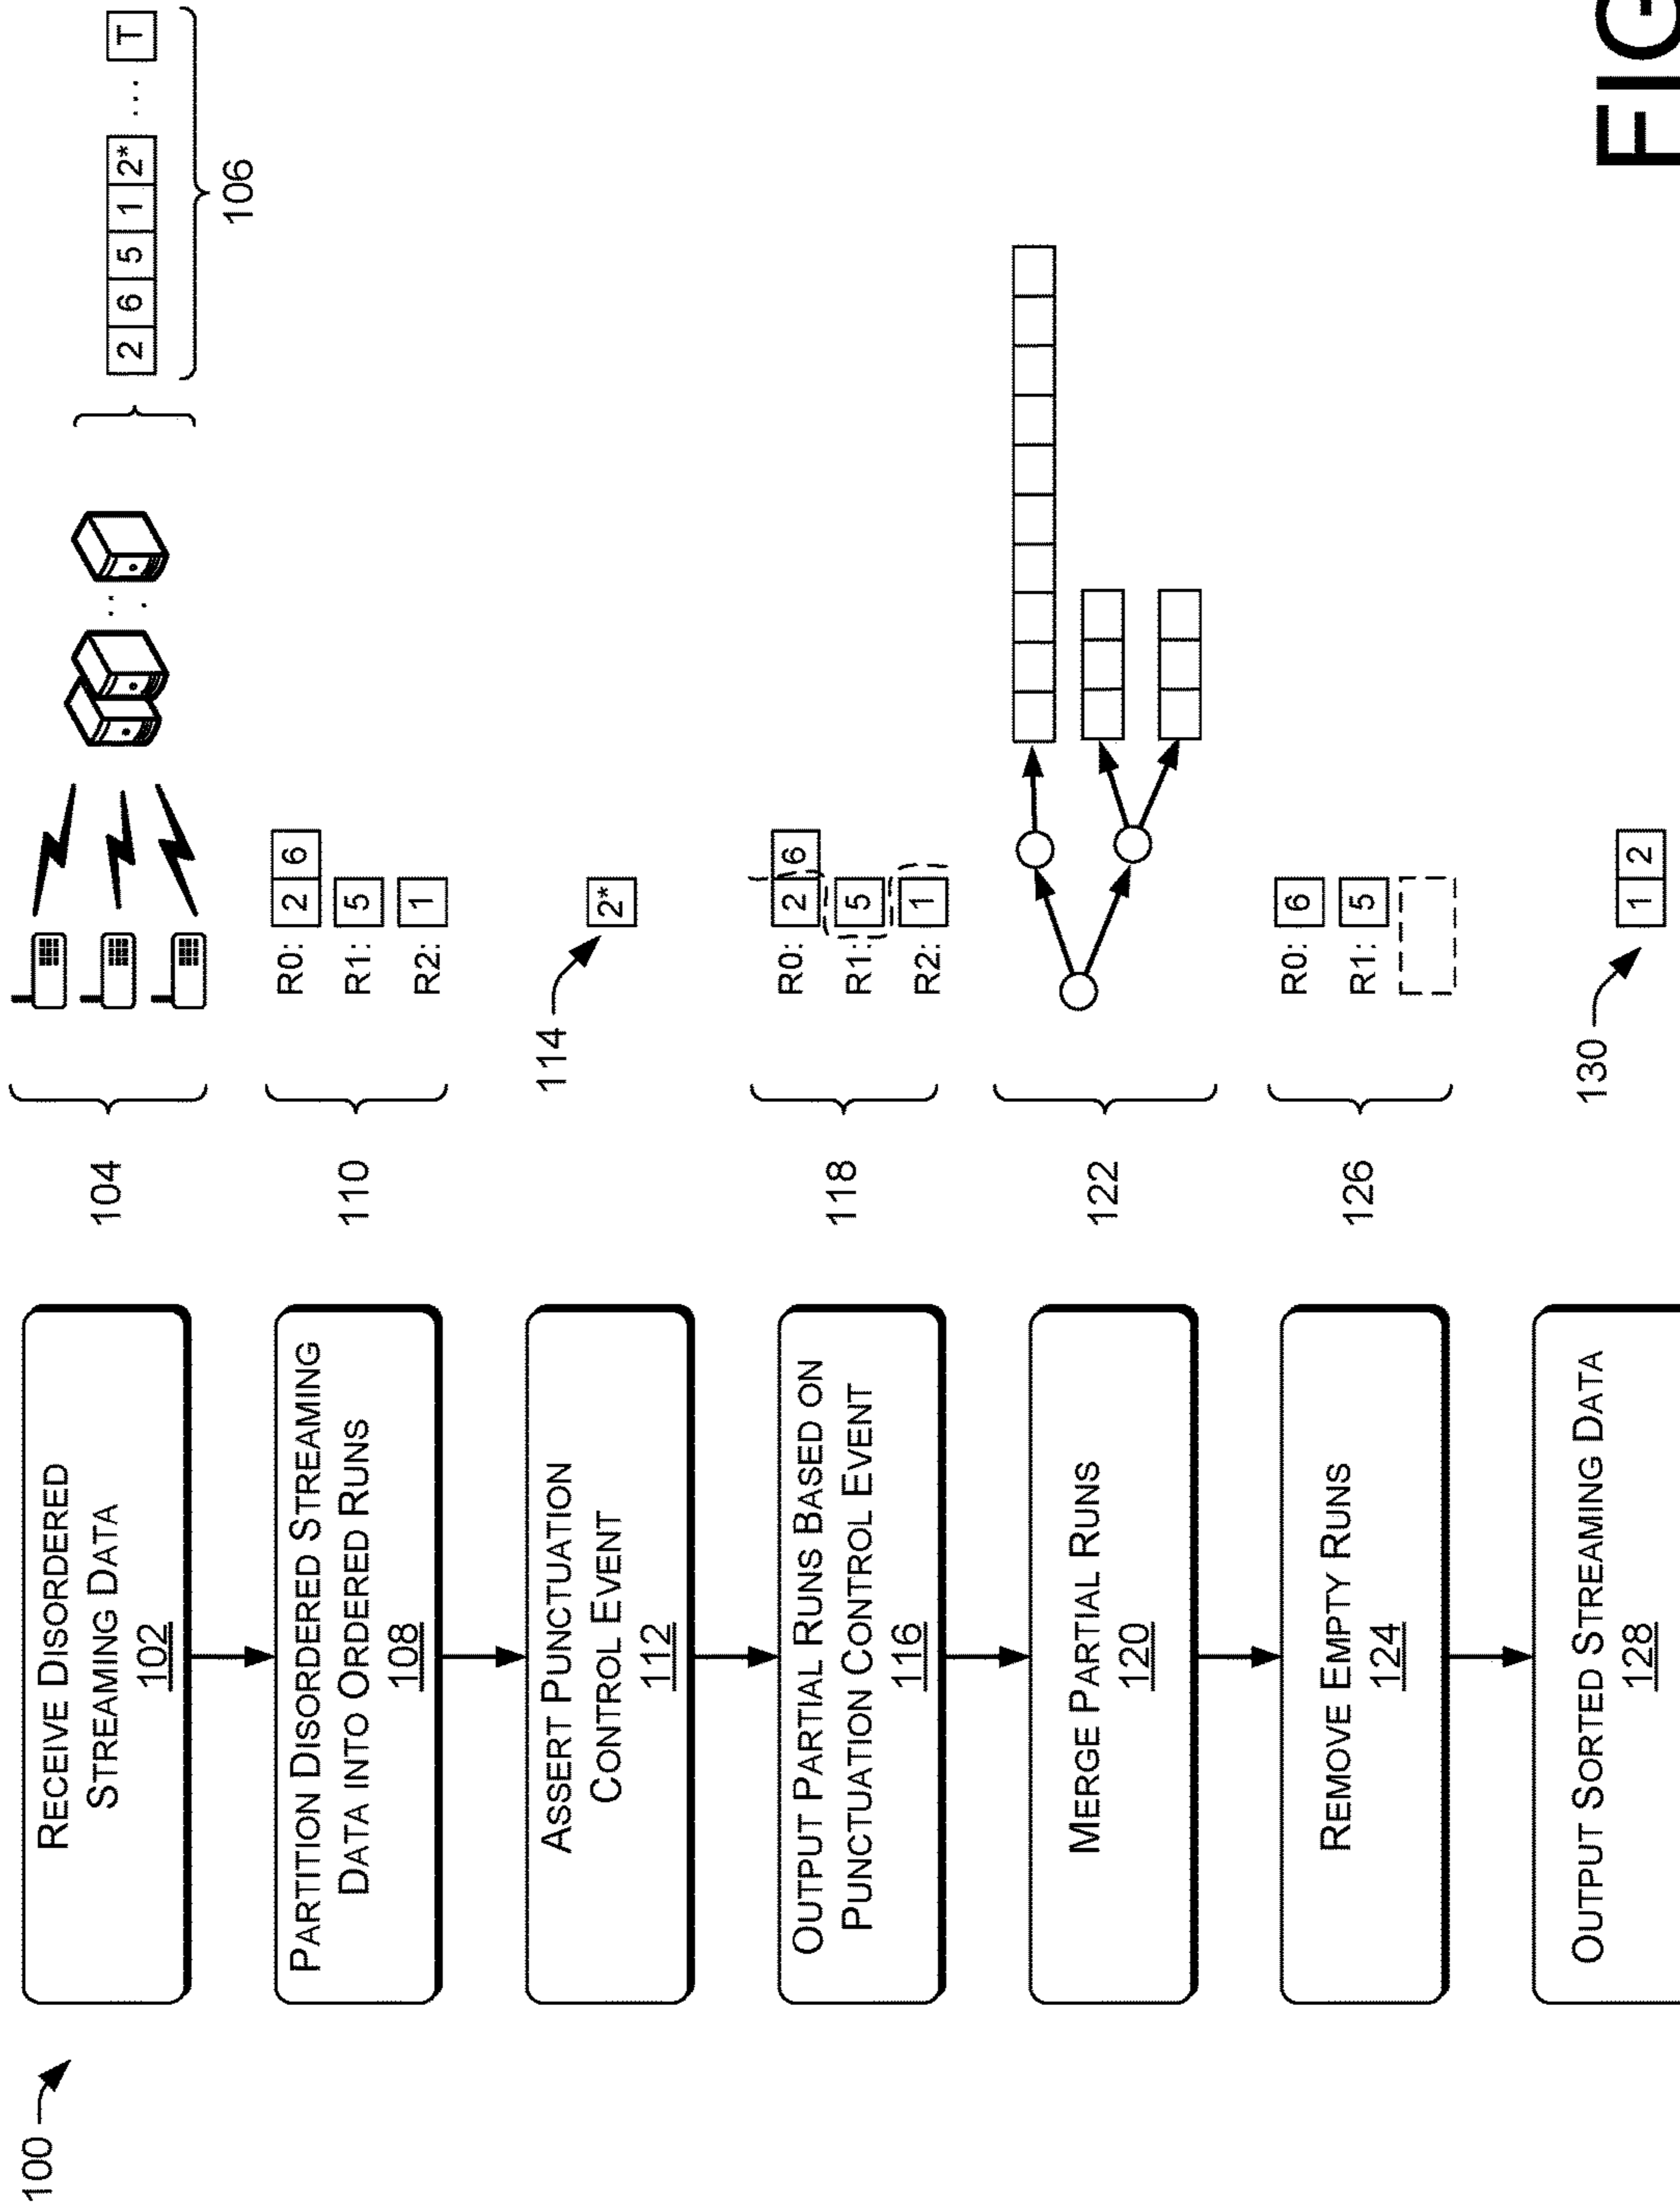 100
RECEIVE DISORDERED
STREAMING DATA
102
104
2 6 5 1 2* ... T
106
PARTITION DISORDERED STREAMING
DATA INTO ORDERED RUNS
108
110
R0: 2 6
R1: 5
R2: 1
ASSERT PUNCTUATION
CONTROL EVENT
112
114
2*
OUTPUT PARTIAL RUNS BASED ON
PUNCTUATION CONTROL EVENT
116
118
R0: 2 6
R1: 5
R2: 1
MERGE PARTIAL RUNS
120
122
REMOVE EMPTY RUNS
124
126
R0: 6
R1: 5
OUTPUT SORTED STREAMING DATA
128
130
1 2
FIG